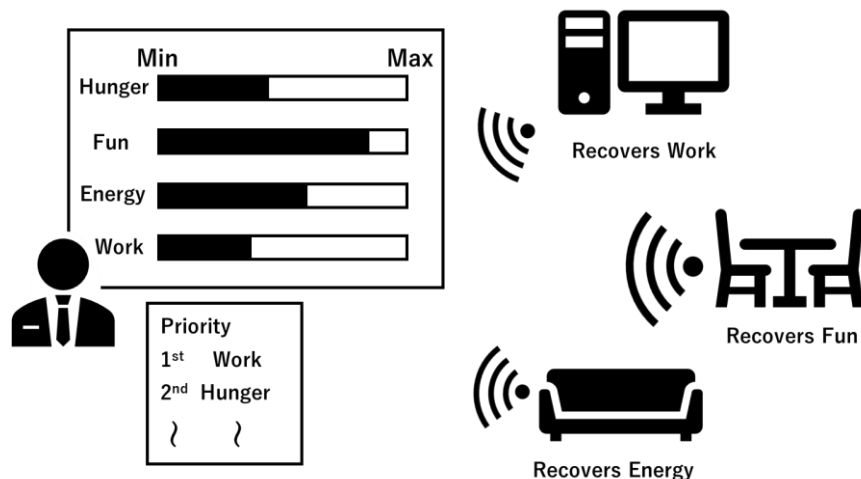 Min Max
Hunger
Fun
Energy
Work
Priority
1st Work
2nd Hunger
Recovers Work
Recovers Fun
Recovers Energy